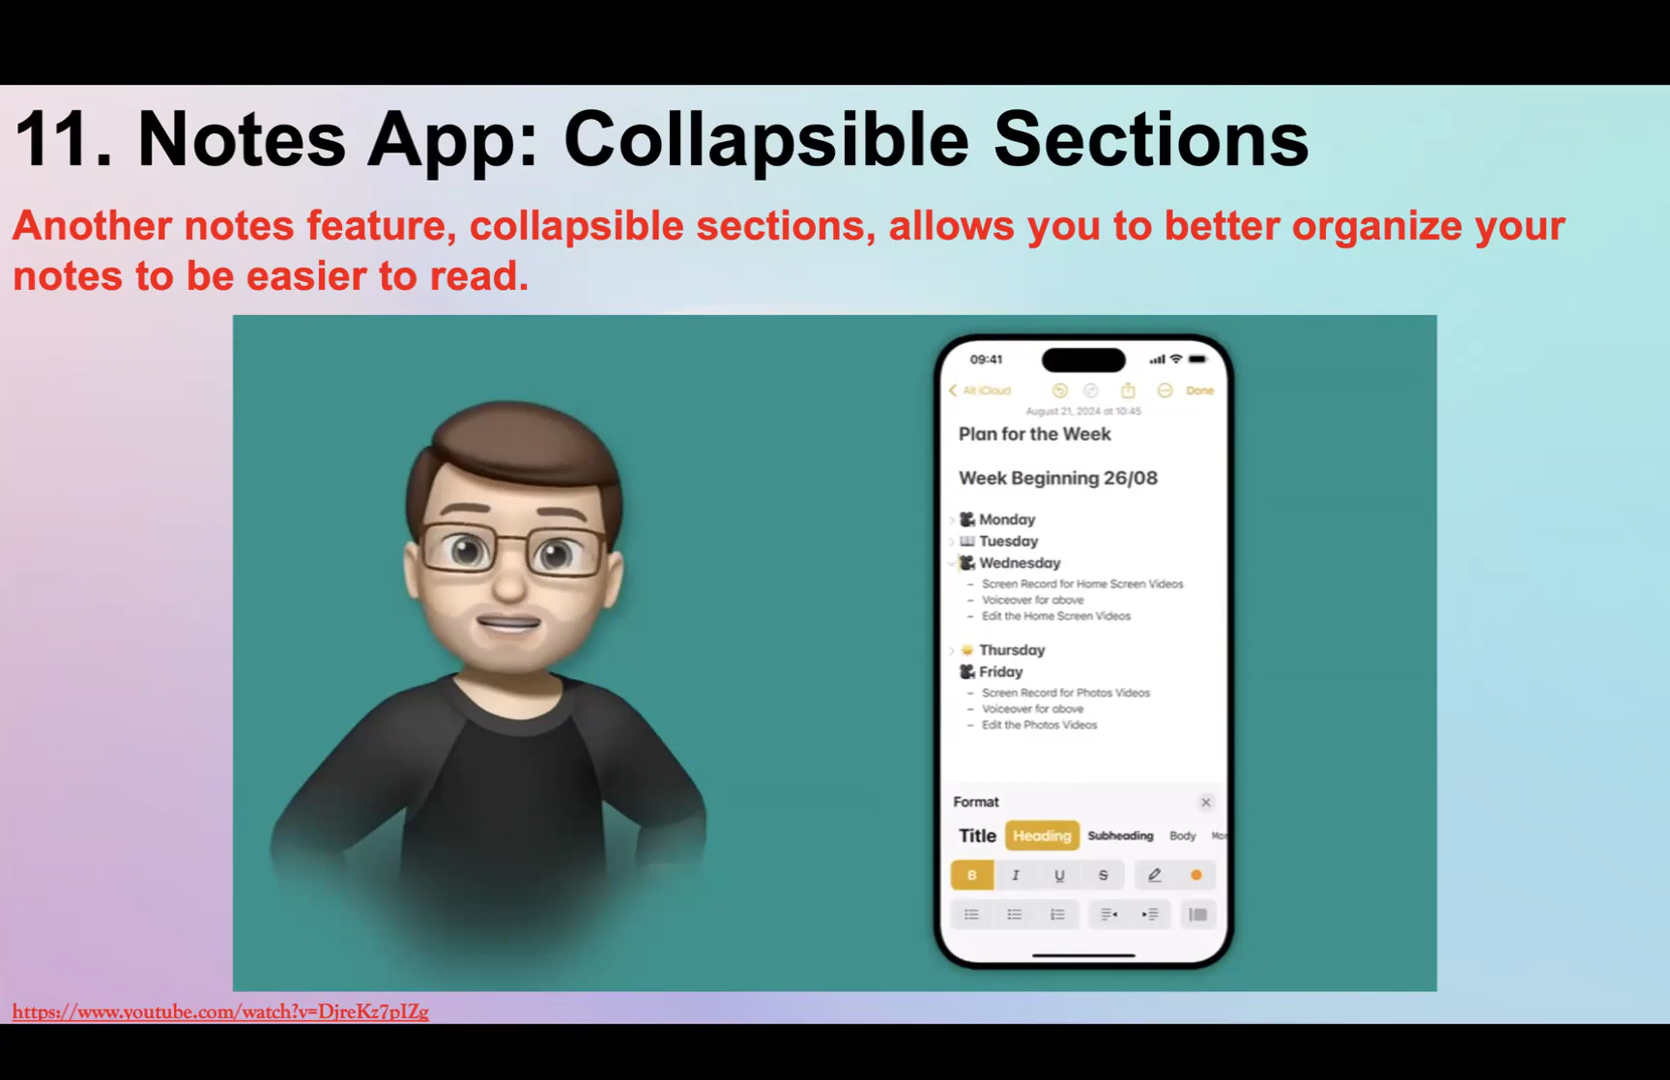 11. Notes App: Collapsible Sections
Another notes feature, collapsible sections, allows you to better organize your
notes to be easier to read.
09:41
All iCloud
Done
August 21, 2024 at 10:45
Plan for the Week
Week Beginning 26/08
Monday
Tuesday
Wednesday
– Screen Record for Home Screen Videos
– Voiceover for above
– Edit the Home Screen Videos
Thursday
Friday
– Screen Record for Photos Videos
– Voiceover for above
– Edit the Photos Videos
Format
Title Heading Subheading Body
B I U S
https://www.youtube.com/watch?v=DjreKz7pIZg